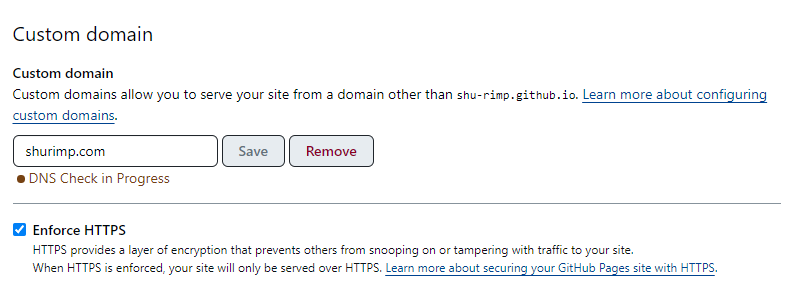 Custom domain
Custom domain
Custom domains allow you to serve your site from a domain other than shu-rimp.github.io. Learn more about configuring
custom domains.
shurimp.com Save Remove
DNS Check in Progress
Enforce HTTPS
HTTPS provides a layer of encryption that prevents others from snooping on or tampering with traffic to your site.
When HTTPS is enforced, your site will only be served over HTTPS. Learn more about securing your GitHub Pages site with HTTPS.